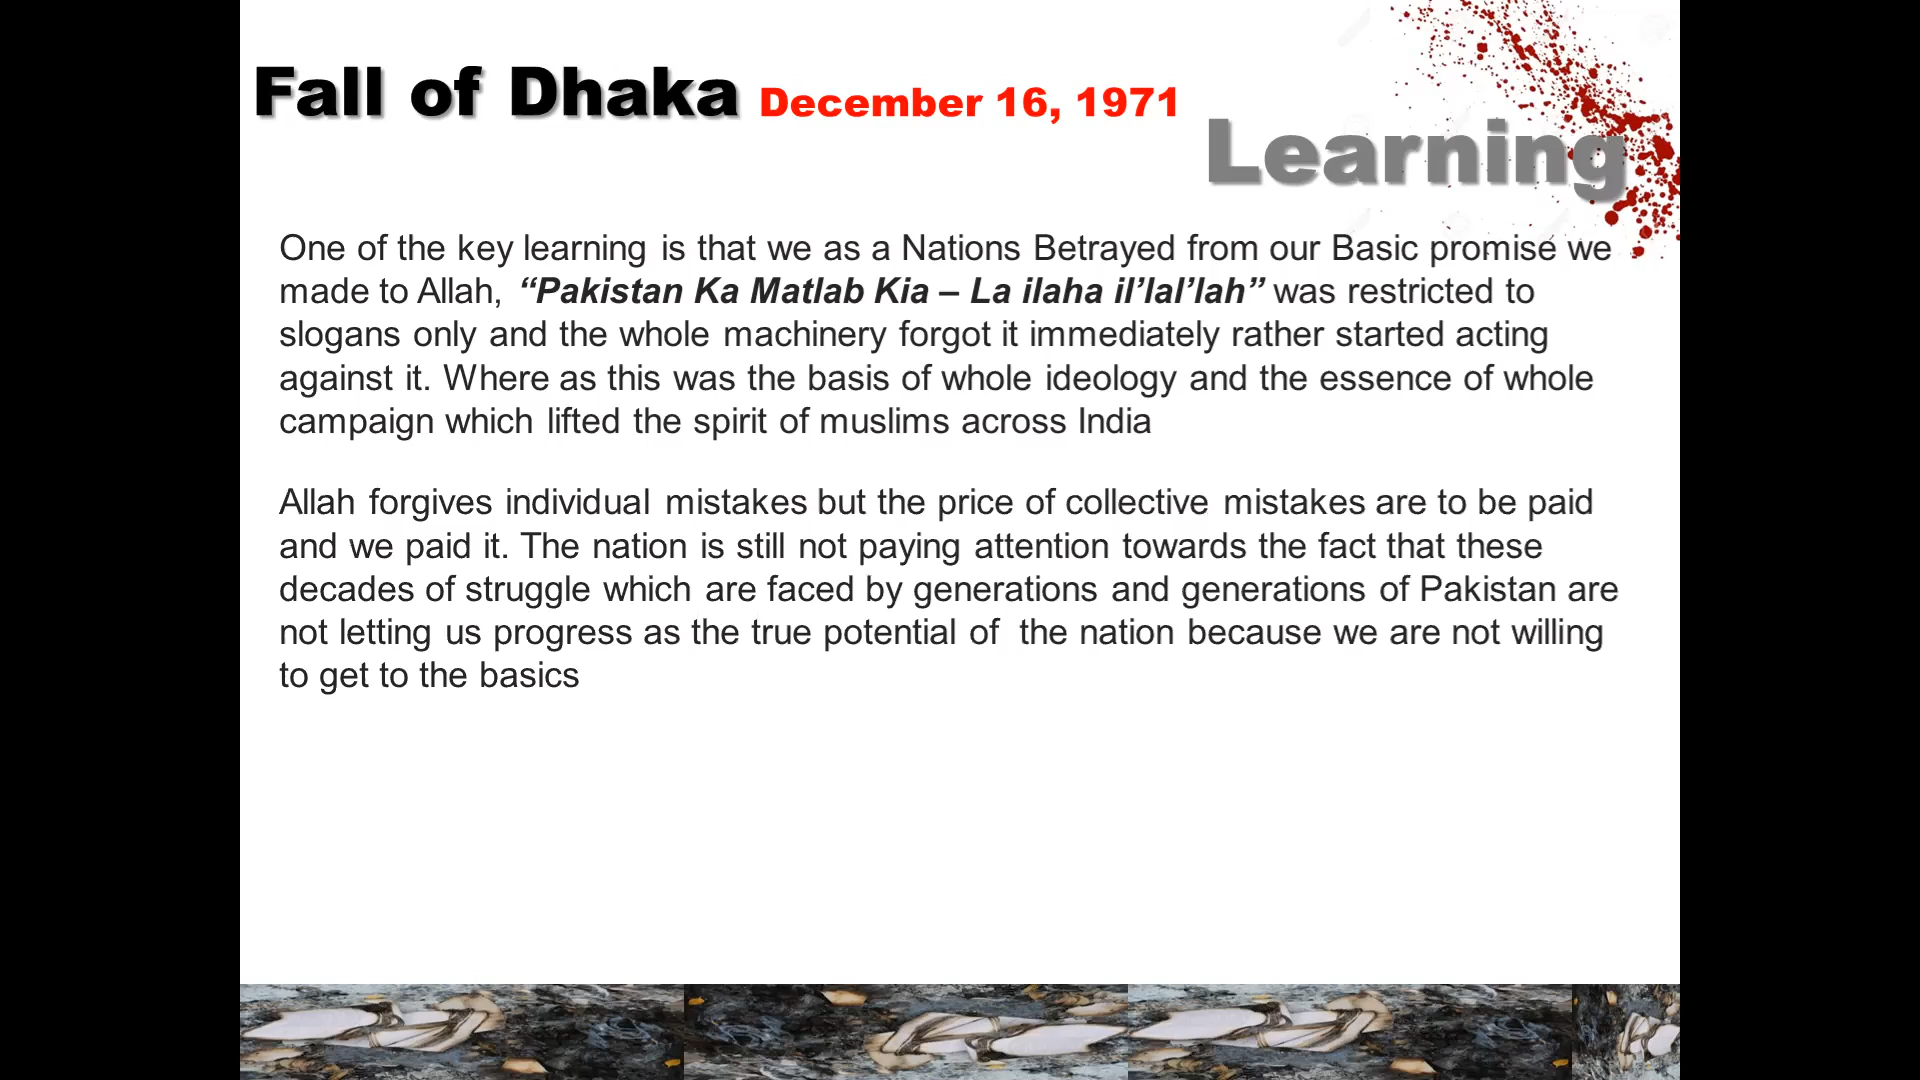 Fall of Dhaka December 16, 1971
Learning
One of the key learning is that we as a Nations Betrayed from our Basic promise we
made to Allah, “Pakistan Ka Matlab Kia – La ilaha il’lal’lah” was restricted to
slogans only and the whole machinery forgot it immediately rather started acting
against it. Where as this was the basis of whole ideology and the essence of whole
campaign which lifted the spirit of muslims across India
Allah forgives individual mistakes but the price of collective mistakes are to be paid
and we paid it. The nation is still not paying attention towards the fact that these
decades of struggle which are faced by generations and generations of Pakistan are
not letting us progress as the true potential of  the nation because we are not willing
to get to the basics